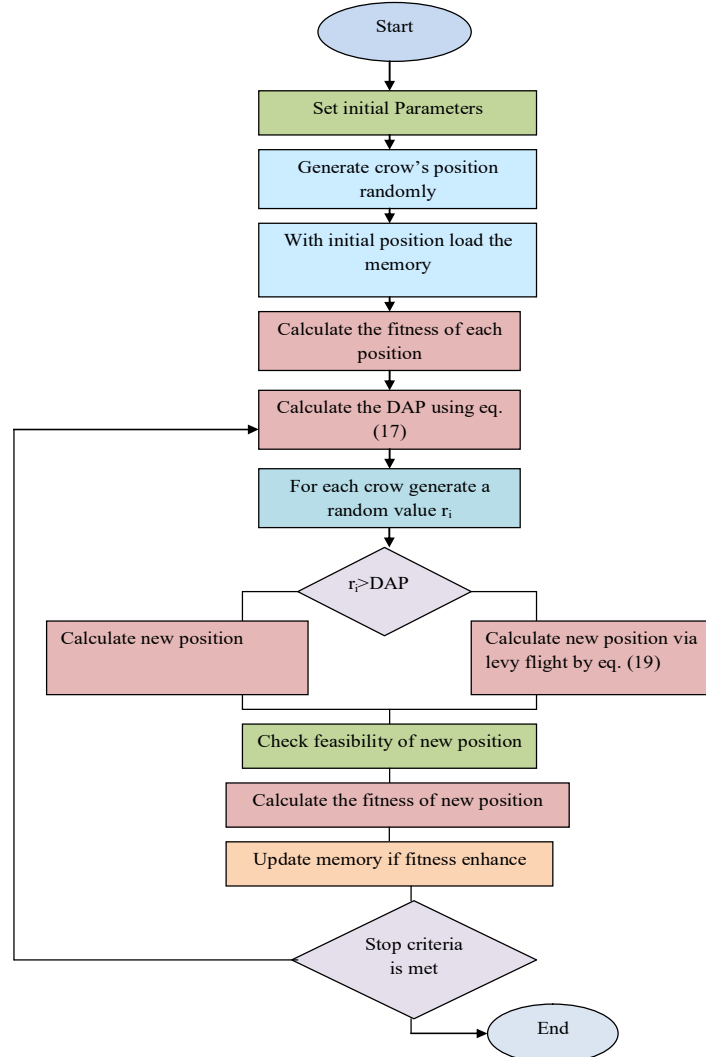 Start
Set initial Parameters
Generate crow's position
randomly
With initial position load the
memory
Calculate the fitness of each
position
Calculate the DAP using eq.
(17)
For each crow generate a
random value rᵢ
rᵢ>DAP
Calculate new position
Calculate new position via
levy flight by eq. (19)
Check feasibility of new position
Calculate the fitness of new position
Update memory if fitness enhance
Stop criteria
is met
End